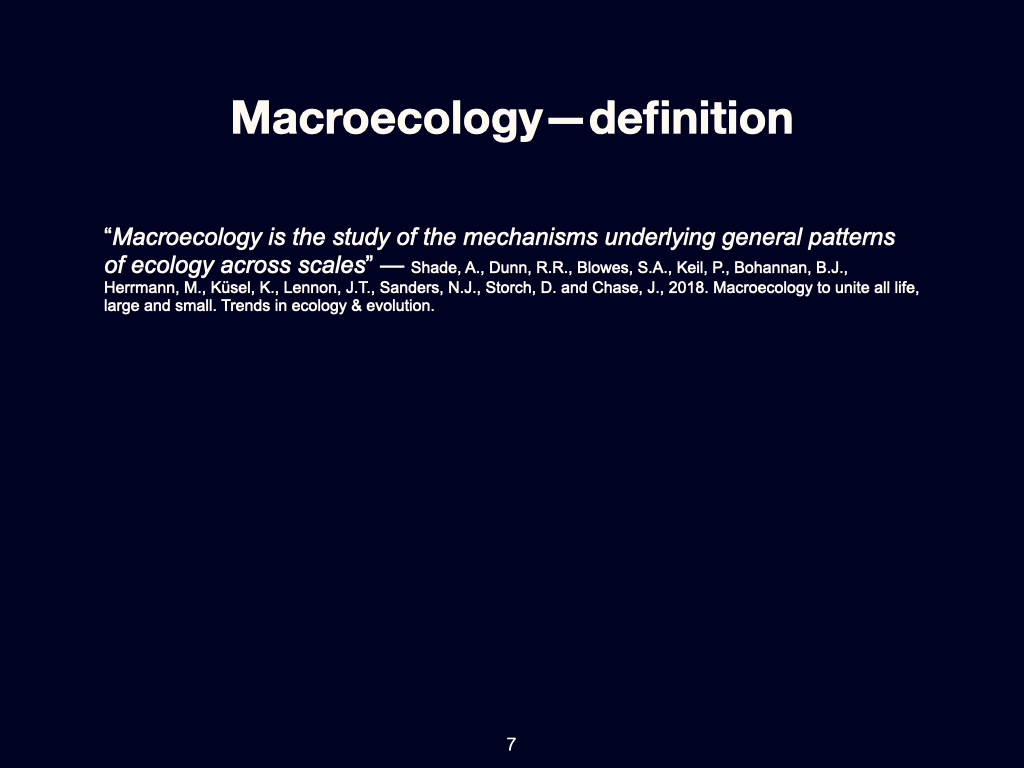 Macroecology—definition
“Macroecology is the study of the mechanisms underlying general patterns
of ecology across scales” — Shade, A., Dunn, R.R., Blowes, S.A., Keil, P., Bohannan, B.J.,
Herrmann, M., Küsel, K., Lennon, J.T., Sanders, N.J., Storch, D. and Chase, J., 2018. Macroecology to unite all life,
large and small. Trends in ecology & evolution.
7